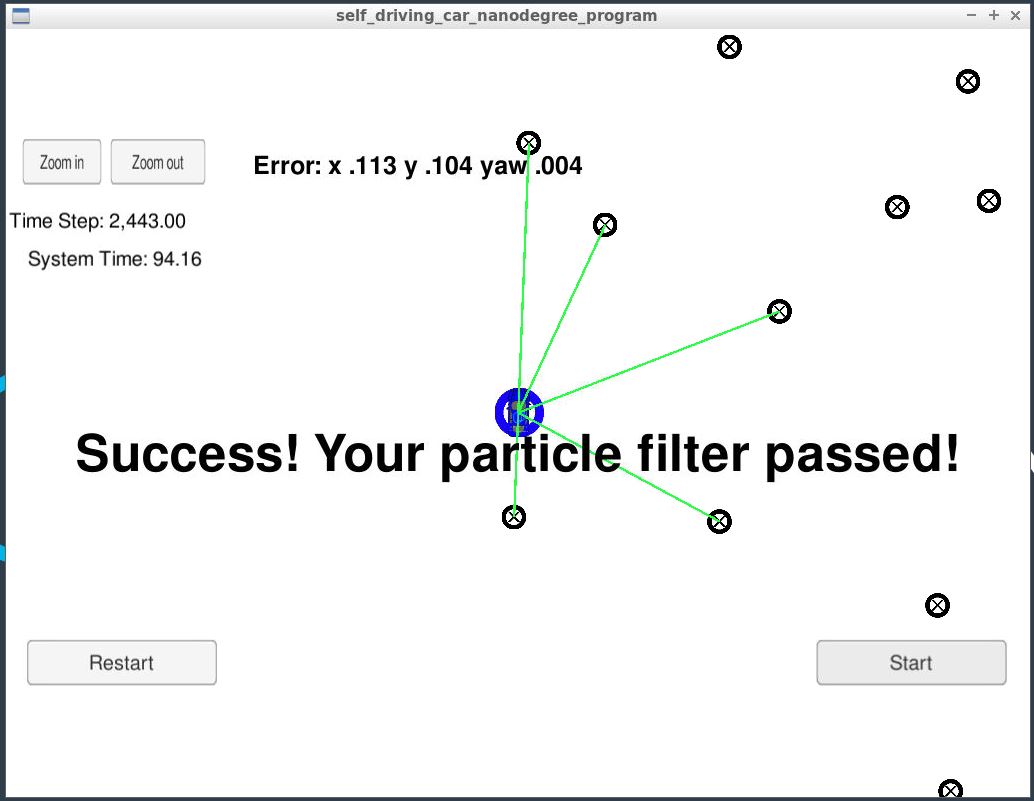 self_driving_car_nanodegree_program
Zoom in
Zoom out
Error: x .113 y .104 yaw .004
Time Step: 2,443.00
System Time: 94.16
Success! Your particle filter passed!
Restart
Start